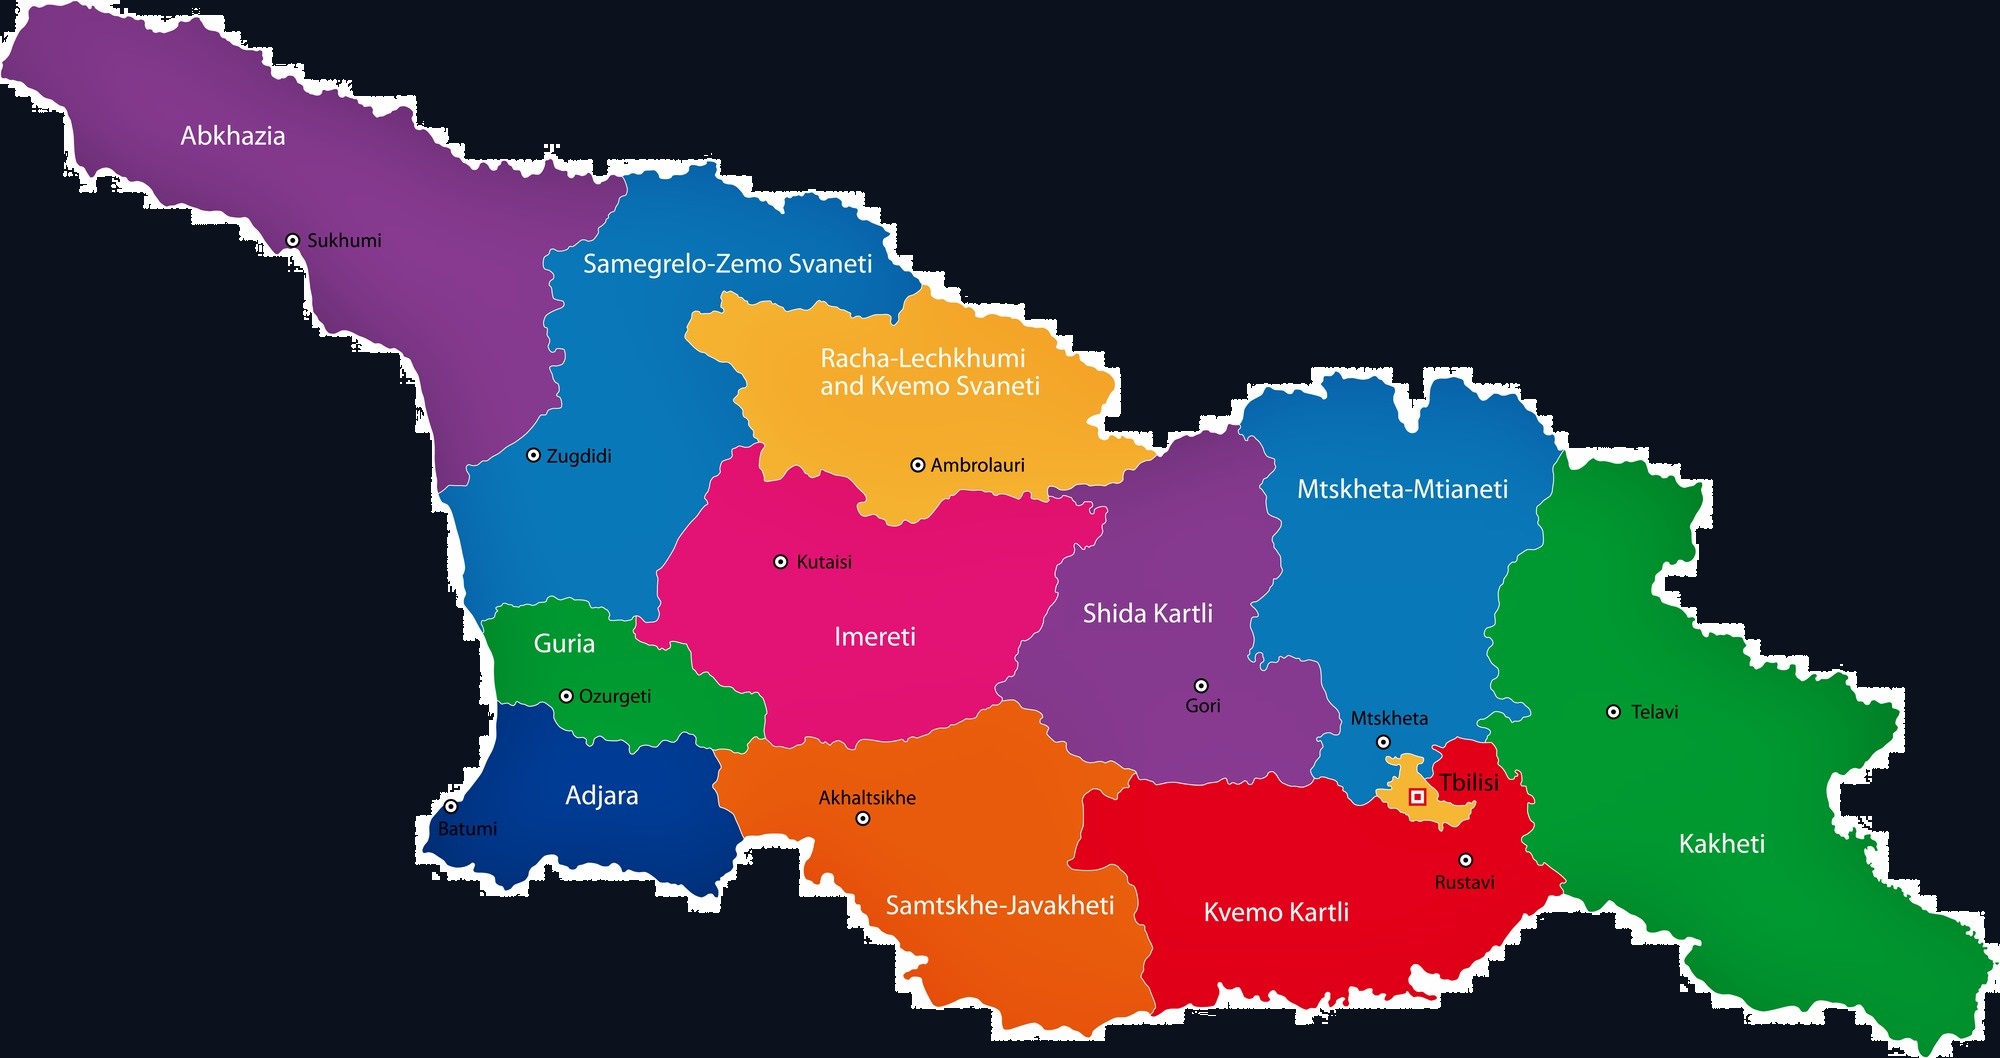 Abkhazia
Sukhumi
Samegrelo-Zemo Svaneti
Racha-Lechkhumi
and Kvemo Svaneti
Zugdidi
Ambrolauri
Mtskheta-Mtianeti
Kutaisi
Shida Kartli
Imereti
Guria
Ozurgeti
Gori
Mtskheta
Telavi
Tbilisi
Adjara
Akhaltsikhe
Batumi
Kakheti
Rustavi
Samtskhe-Javakheti
Kvemo Kartli